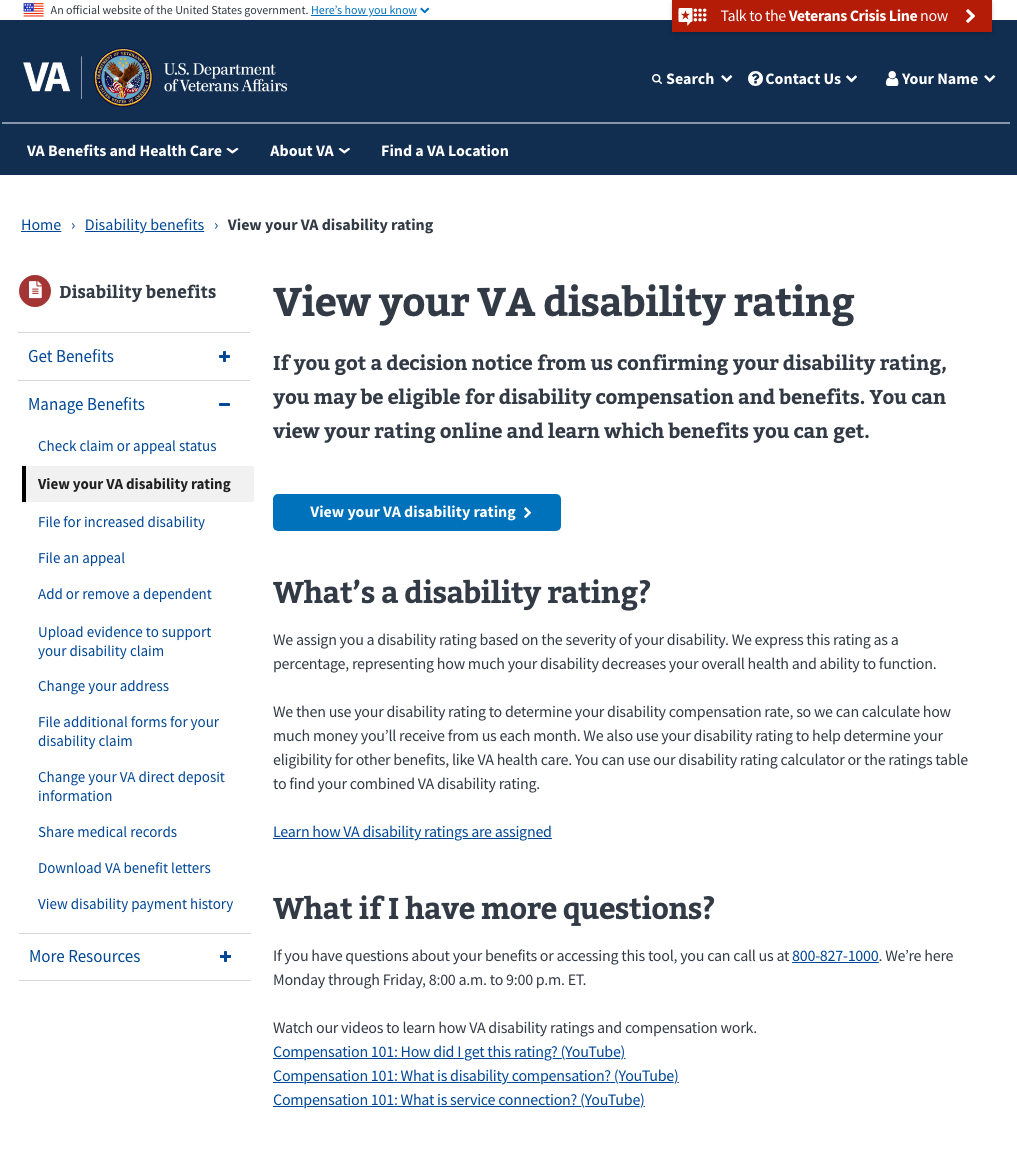 An official website of the United States government. Here's how you know
Talk to the Veterans Crisis Line now
VA
U.S. Department
of Veterans Affairs
Search
Contact Us
Your Name
VA Benefits and Health Care
About VA
Find a VA Location
Home › Disability benefits › View your VA disability rating
Disability benefits
Get Benefits
Manage Benefits
Check claim or appeal status
View your VA disability rating
File for increased disability
File an appeal
Add or remove a dependent
Upload evidence to support
your disability claim
Change your address
File additional forms for your
disability claim
Change your VA direct deposit
information
Share medical records
Download VA benefit letters
View disability payment history
More Resources
View your VA disability rating
If you got a decision notice from us confirming your disability rating,
you may be eligible for disability compensation and benefits. You can
view your rating online and learn which benefits you can get.
View your VA disability rating
What's a disability rating?
We assign you a disability rating based on the severity of your disability. We express this rating as a
percentage, representing how much your disability decreases your overall health and ability to function.
We then use your disability rating to determine your disability compensation rate, so we can calculate how
much money you'll receive from us each month. We also use your disability rating to help determine your
eligibility for other benefits, like VA health care. You can use our disability rating calculator or the ratings table
to find your combined VA disability rating.
Learn how VA disability ratings are assigned
What if I have more questions?
If you have questions about your benefits or accessing this tool, you can call us at 800-827-1000. We're here
Monday through Friday, 8:00 a.m. to 9:00 p.m. ET.
Watch our videos to learn how VA disability ratings and compensation work.
Compensation 101: How did I get this rating? (YouTube)
Compensation 101: What is disability compensation? (YouTube)
Compensation 101: What is service connection? (YouTube)